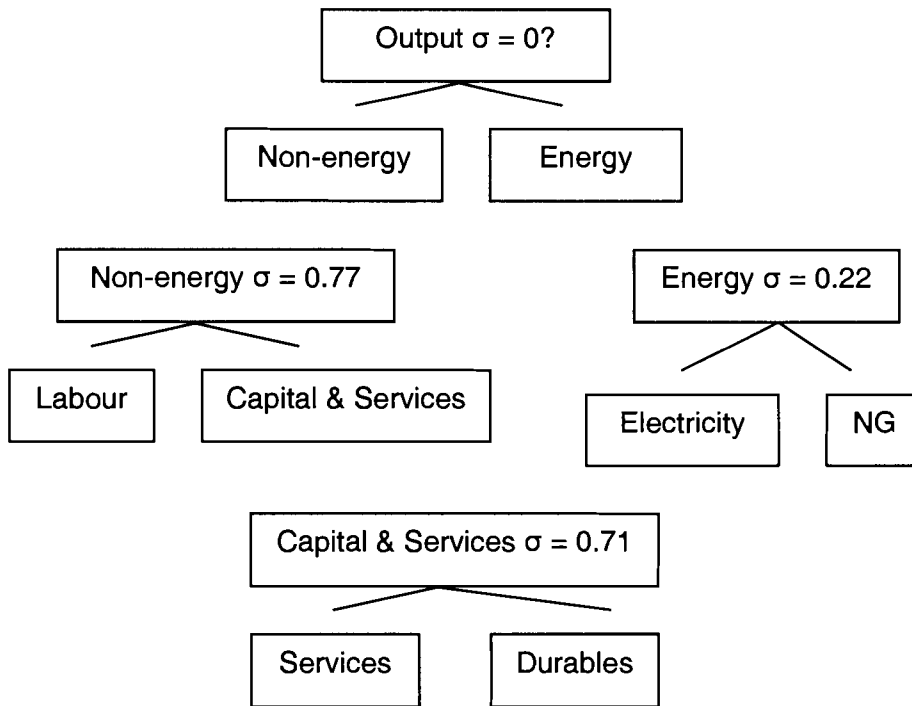 Output σ = 0?
Non-energy
Energy
Non-energy σ = 0.77
Energy σ = 0.22
Labour
Capital & Services
Electricity
NG
Capital & Services σ = 0.71
Services
Durables